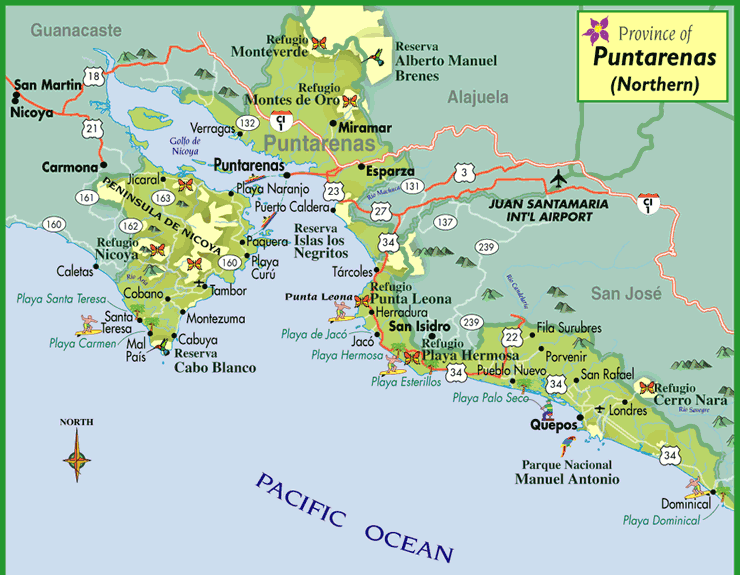 Province of
Puntarenas
(Northern)
Guanacaste
Refugio
Monteverde
Reserva
Alberto Manuel
Brenes
18
San Martin
Nicoya
Refugio
Montes de Oro
Alajuela
21
Verragas
132
CI
1
Miramar
Golfo de
Nicoya
Puntarenas
Carmona
Puntarenas
Esparza
3
Jicaral
Playa Naranjo
23
Rio Machuca
131
JUAN SANTAMARIA
INT'L AIRPORT
CI
1
161
163
PENINSULA DE NICOYA
Puerto Caldera
27
137
160
160
162
Reserva
Islas los
Negritos
34
239
Refugio
Nicoya
Paquera
160
Playa
Curú
Caletas
Rio Ario
Tárcoles
Tambor
Refugio
Punta Leona
Punta Leona
Rio Candelaria
San José
Playa Santa Teresa
Cobano
Herradura
Santa
Teresa
Montezuma
San Isidro
239
22
Fila Surubres
Playa de Jacó
Jacó
Playa Carmen
Mal
País
Cabuya
Refugio
Playa Hermosa
Playa Hermosa
Porvenir
Reserva
Cabo Blanco
34
Pueblo Nuevo
San Rafael
Playa Esterillos
34
Refugio
Cerro Nara
Playa Palo Seco
Londres
Rio Savegre
Quepos
NORTH
34
Parque Nacional
Manuel Antonio
PACIFIC OCEAN
Dominical
Playa Dominical